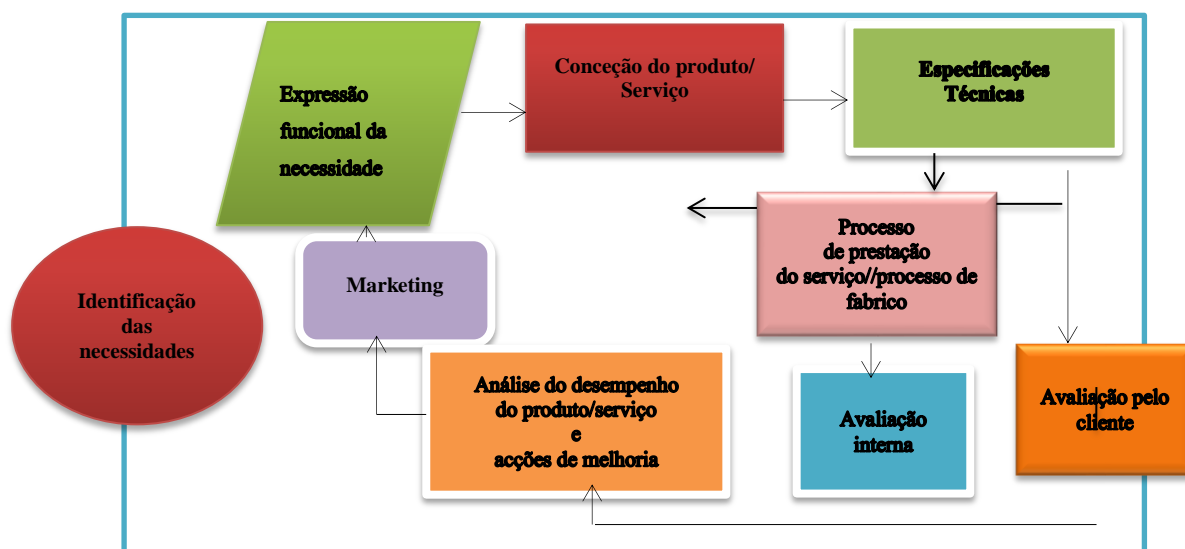 Expressão
funcional da
necessidade
Conceção do produto/
Serviço
Especificações
Técnicas
Processo
de prestação
do serviço//processo de
fabrico
Identificação
das
necessidades
Marketing
Análise do desempenho
do produto/serviço
e
acções de melhoria
Avaliação
interna
Avaliação pelo
cliente